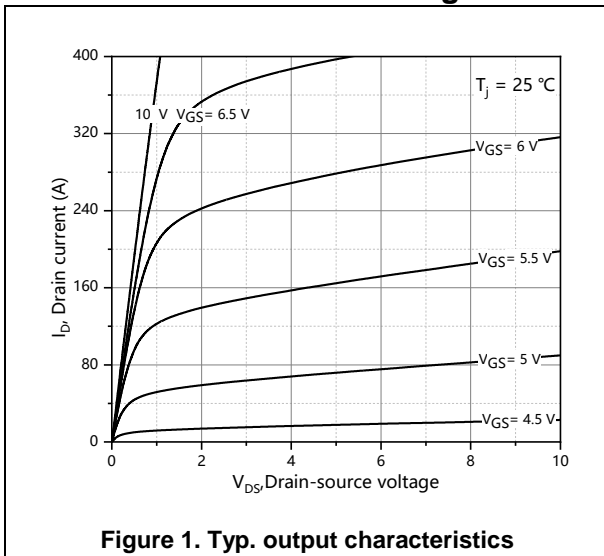 400
320
240
160
80
0
I_D, Drain current (A)
10 V V_GS= 6.5 V
T_j = 25 ℃
V_GS= 6 V
V_GS= 5.5 V
V_GS= 5 V
V_GS= 4.5 V
0 2 4 6 8 10
V_DS,Drain-source voltage
Figure 1. Typ. output characteristics